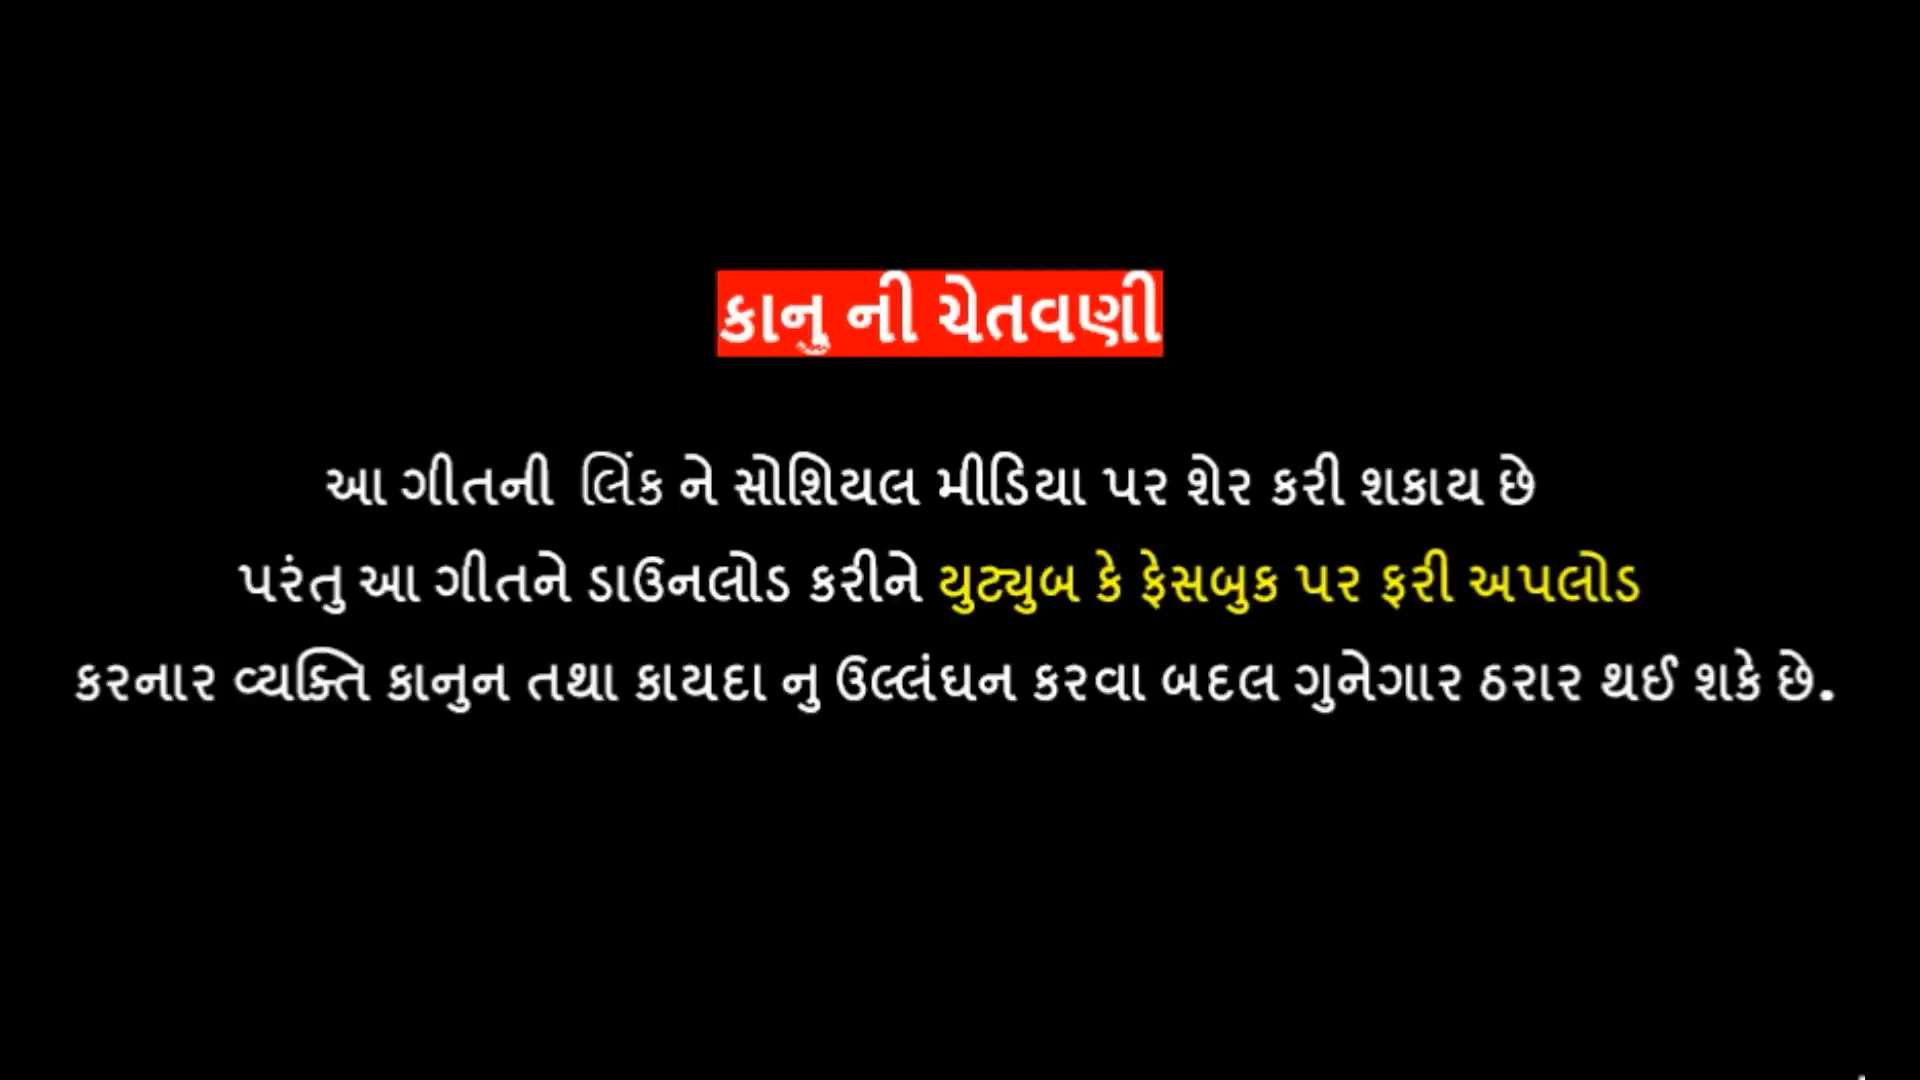 કાનુ ની ચેતવણી
આ ગીતની લિંક ને સોશિયલ મીડિયા પર શેર કરી શકાય છે
પરંતુ આ ગીતને ડાઉનલોડ કરીને યુટ્યુબ કે ફેસબુક પર ફરી અપલોડ
કરનાર વ્યક્તિ કાનુન તથા કાયદા નુ ઉલ્લંઘન કરવા બદલ ગુનેગાર ઠરાર થઈ શકે છે.